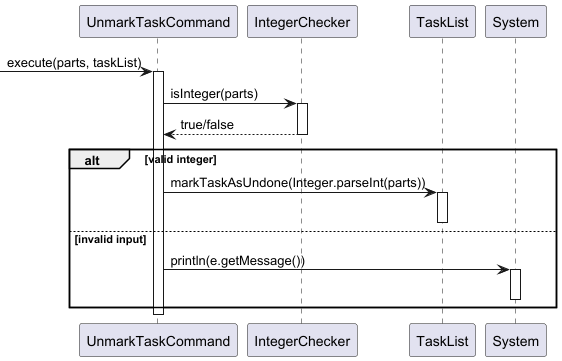 UnmarkTaskCommand IntegerChecker TaskList System
execute(parts, taskList)
isInteger(parts)
true/false
alt [valid integer]
markTaskAsUndone(Integer.parseInt(parts))
[invalid input]
println(e.getMessage())
UnmarkTaskCommand IntegerChecker TaskList System